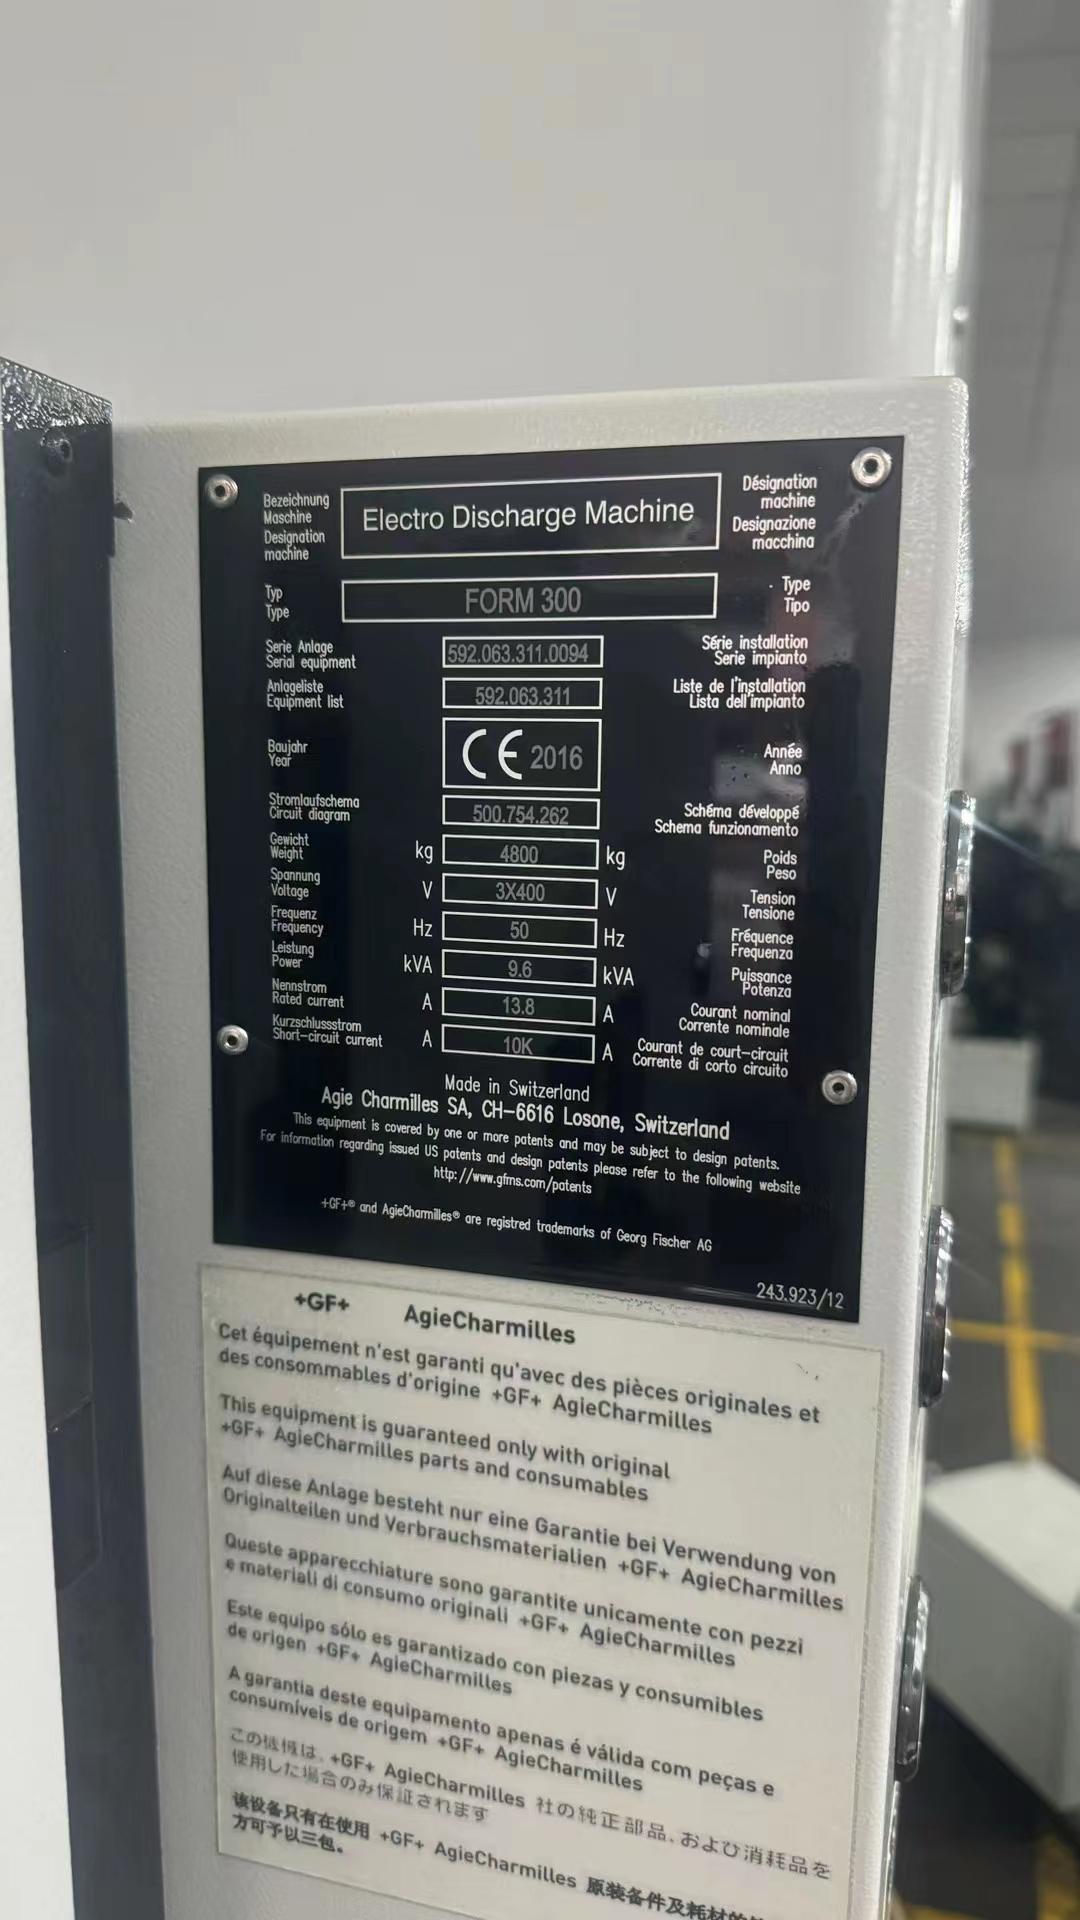 Bezeichnung
Maschine
Designation
machine
Electro Discharge Machine
Désignation
machine
Designazione
macchina
Typ
Type
FORM 300
Type
Tipo
Serie Anlage
Serial equipment
592.063.311.0094
Série installation
Serie impianto
Anlageliste
Equipment list
592.063.311
Liste de l'installation
Lista dell'impianto
Baujahr
Year
CE 2016
Année
Anno
Stromlaufschema
Circuit diagram
500.754.262
Schéma développé
Schema funzionamento
Gewicht
Weight
kg 4800 kg
Poids
Peso
Spannung
Voltage
V 3X400 V
Tension
Tensione
Frequenz
Frequency
Hz 50 Hz
Fréquence
Frequenza
Leistung
Power
kVA 9.6 kVA
Puissance
Potenza
Nennstrom
Rated current
A 13.8 A
Courant nominal
Corrente nominale
Kurzschlussstrom
Short-circuit current
A 10K A
Courant de court-circuit
Corrente di corto circuito
Made in Switzerland
Agie Charmilles SA, CH-6616 Losone, Switzerland
This equipment is covered by one or more patents and may be subject to design patents.
For information regarding issued US patents and design patents please refer to the following website
http://www.gfms.com/patents
+GF+® and AgieCharmilles® are registred trademarks of Georg Fischer AG
243.923/12
+GF+ AgieCharmilles
Cet équipement n'est garanti qu'avec des pièces originales et
des consommables d'origine +GF+ AgieCharmilles
This equipment is guaranteed only with original
+GF+ AgieCharmilles parts and consumables
Auf diese Anlage besteht nur eine Garantie bei Verwendung von
Originalteilen und Verbrauchsmaterialien +GF+ AgieCharmilles
Queste apparecchiature sono garantite unicamente con pezzi
e materiali di consumo originali +GF+ AgieCharmilles
Este equipo sólo es garantizado con piezas y consumibles
de origen +GF+ AgieCharmilles
A garantia deste equipamento apenas é válida com peças e
consumíveis de origem +GF+ AgieCharmilles
この機械は、+GF+ AgieCharmilles 社の純正部品、および消耗品を
使用した場合のみ保証されます
该设备只有在使用 +GF+ AgieCharmilles 原装备件及耗材的
方可予以三包。